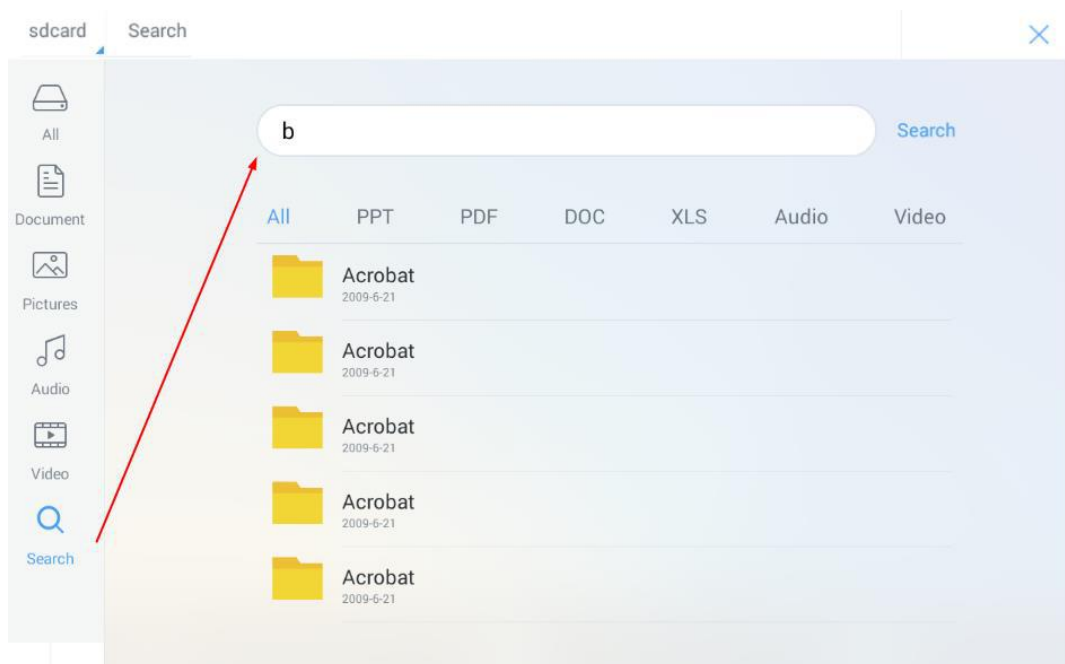 sdcard Search
All
Document
Pictures
Audio
Video
Search
b Search
All PPT PDF DOC XLS Audio Video
Acrobat
2009-6-21
Acrobat
2009-6-21
Acrobat
2009-6-21
Acrobat
2009-6-21
Acrobat
2009-6-21